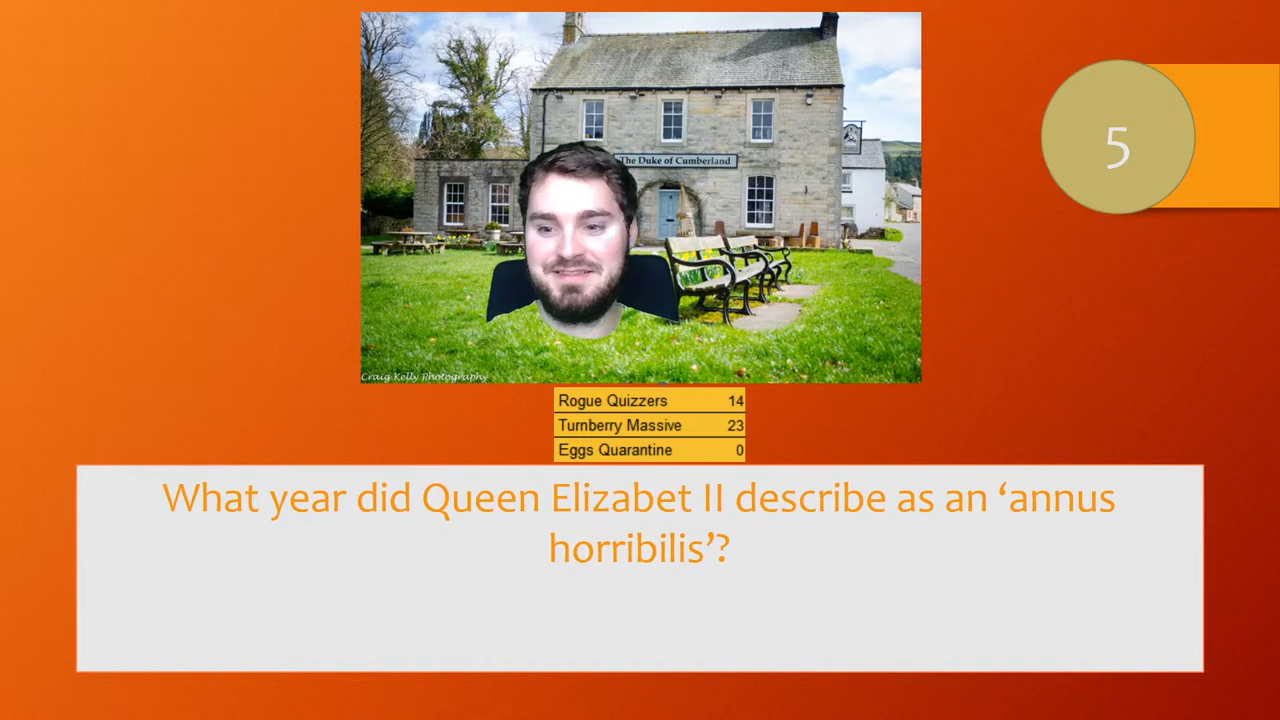 The Duke of Cumberland
5
Craig Kelly Photography
Rogue Quizzers 14
Turnberry Massive 23
Eggs Quarantine 0
What year did Queen Elizabet II describe as an ‘annus
horribilis’?